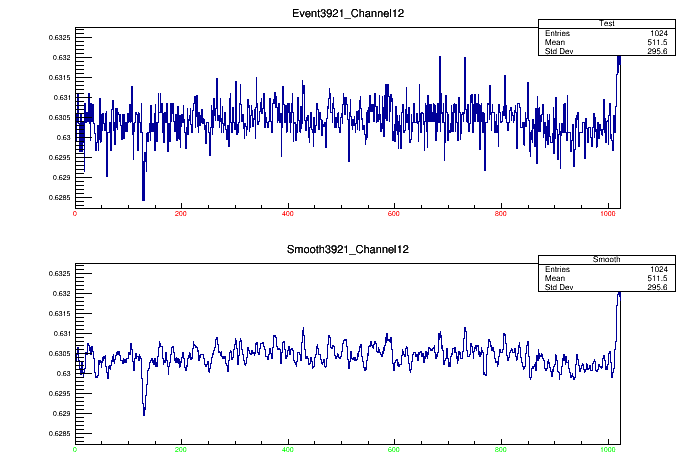 Event3921_Channel12
Test
Entries 1024
Mean 511.5
Std Dev 295.6
0.6325
0.632
0.6315
0.631
0.6305
0.63
0.6295
0.629
0.6285
0 200 400 600 800 1000
Smooth3921_Channel12
Smooth
Entries 1024
Mean 511.5
Std Dev 295.6
0.6325
0.632
0.6315
0.631
0.6305
0.63
0.6295
0.629
0.6285
0 200 400 600 800 1000